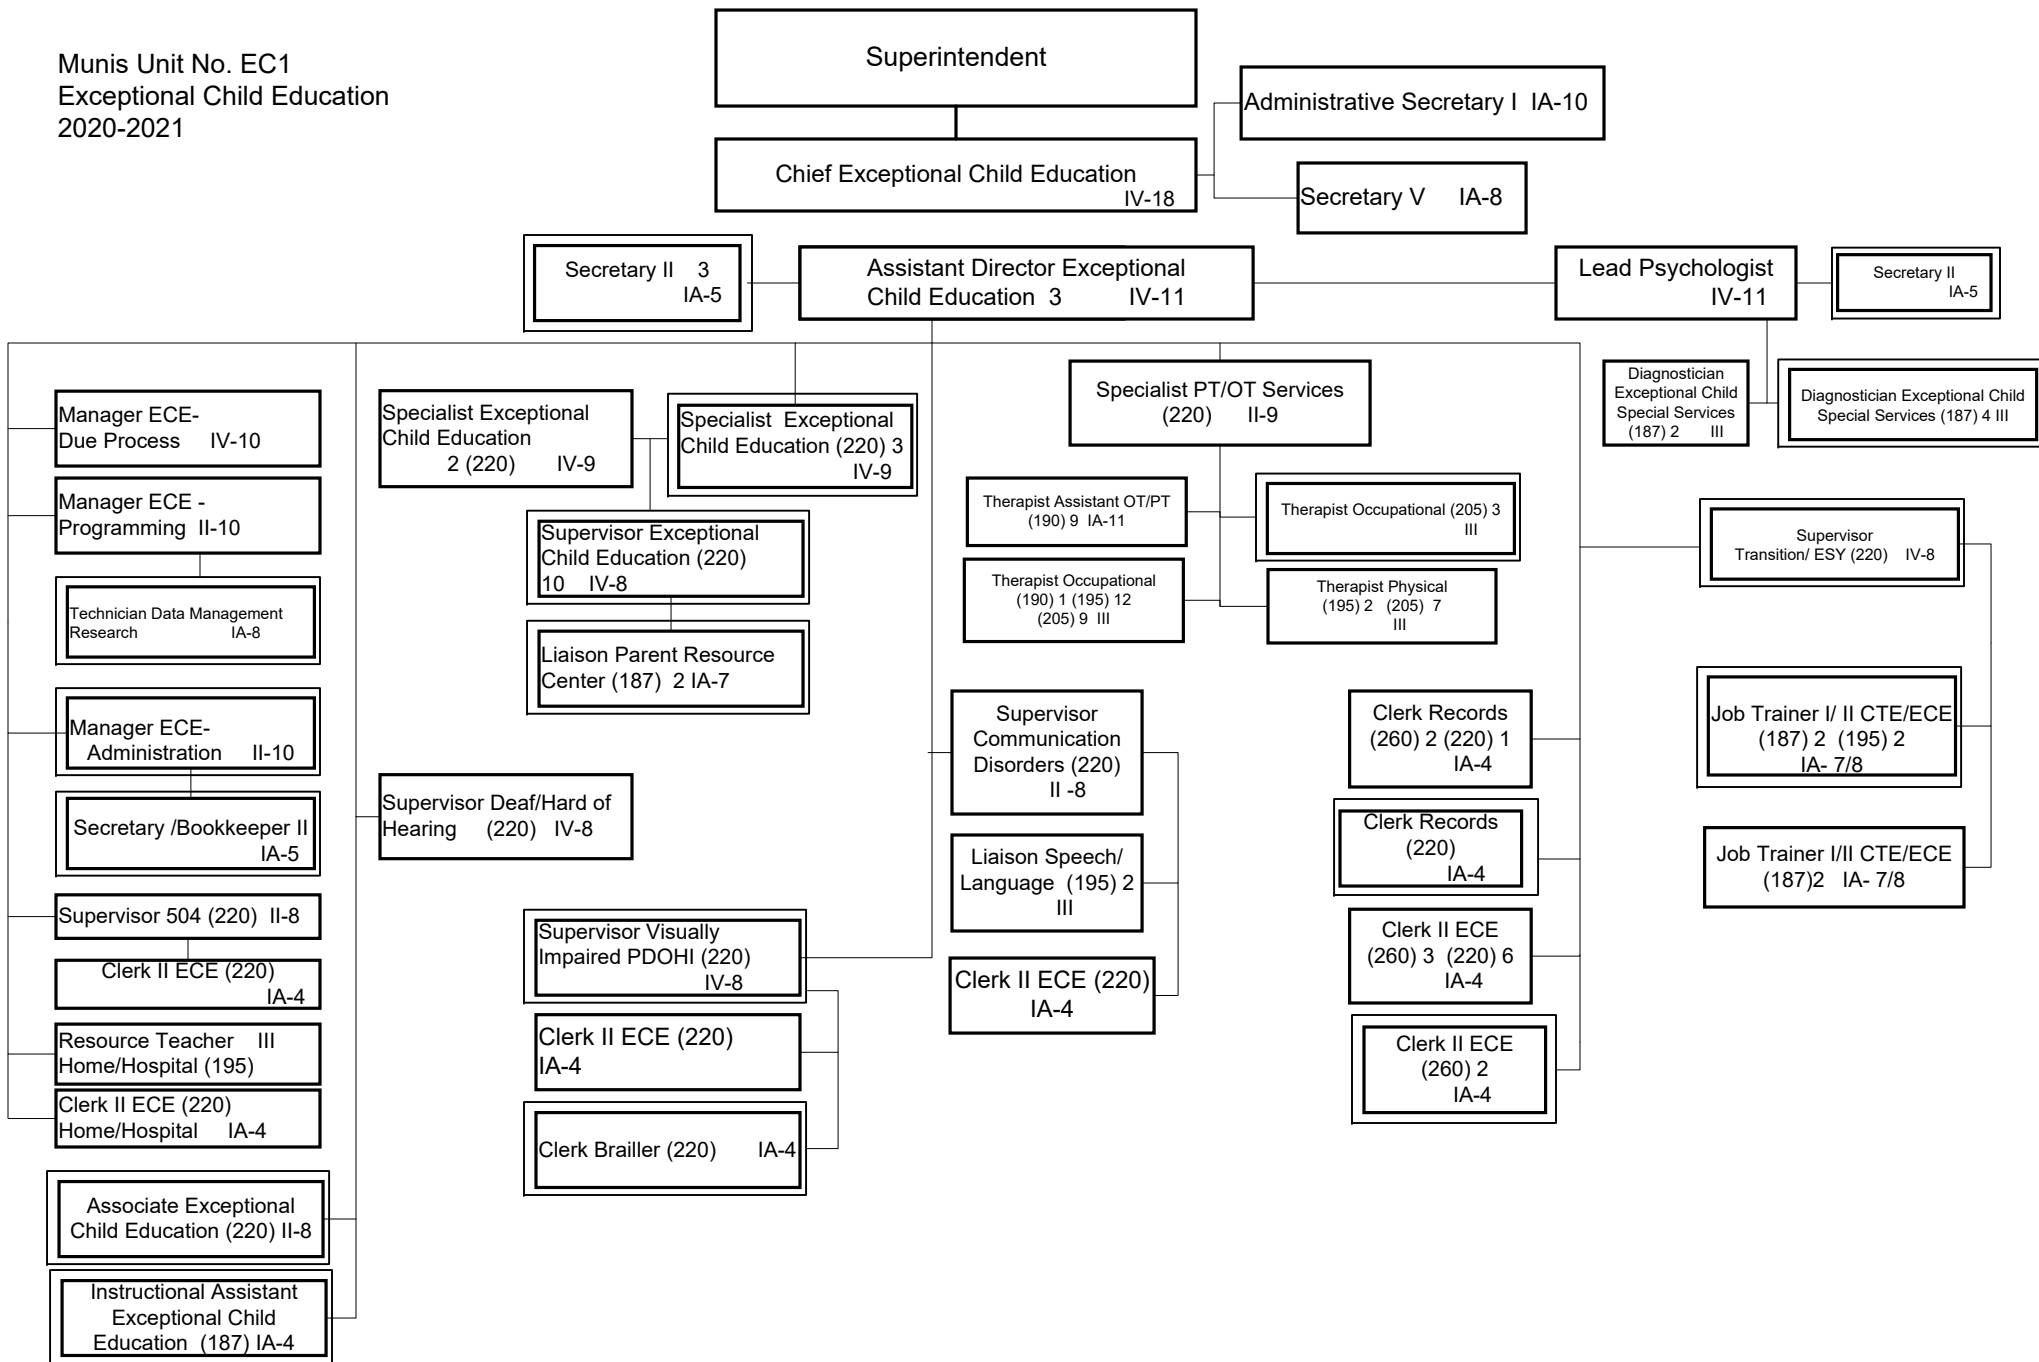 Munis Unit No. EC1
Exceptional Child Education
2020-2021
Superintendent
Chief Exceptional Child Education
IV-18
Administrative Secretary I IA-10
Secretary V IA-8
Secretary II 3
IA-5
Assistant Director Exceptional
Child Education 3 IV-11
Lead Psychologist
IV-11
Secretary II
IA-5
Diagnostician
Exceptional Child
Special Services
(187) 2 III
Diagnostician Exceptional Child
Special Services (187) 4 III
Manager ECE-
Due Process IV-10
Manager ECE -
Programming II-10
Technician Data Management
Research IA-8
Manager ECE-
Administration II-10
Secretary /Bookkeeper II
IA-5
Supervisor 504 (220) II-8
Clerk II ECE (220)
IA-4
Resource Teacher III
Home/Hospital (195)
Clerk II ECE (220)
Home/Hospital IA-4
Associate Exceptional
Child Education (220) II-8
Instructional Assistant
Exceptional Child
Education (187) IA-4
Specialist Exceptional
Child Education
2 (220) IV-9
Specialist Exceptional
Child Education (220) 3
IV-9
Supervisor Exceptional
Child Education (220)
10 IV-8
Liaison Parent Resource
Center (187) 2 IA-7
Supervisor Deaf/Hard of
Hearing (220) IV-8
Supervisor Visually
Impaired PDOHI (220)
IV-8
Clerk II ECE (220)
IA-4
Clerk Brailler (220) IA-4
Specialist PT/OT Services
(220) II-9
Therapist Assistant OT/PT
(190) 9 IA-11
Therapist Occupational (205) 3
III
Therapist Occupational
(190) 1 (195) 12
(205) 9 III
Therapist Physical
(195) 2 (205) 7
III
Supervisor
Communication
Disorders (220)
II -8
Liaison Speech/
Language (195) 2
III
Clerk II ECE (220)
IA-4
Clerk Records
(260) 2 (220) 1
IA-4
Clerk Records
(220)
IA-4
Clerk II ECE
(260) 3 (220) 6
IA-4
Clerk II ECE
(260) 2
IA-4
Supervisor
Transition/ ESY (220) IV-8
Job Trainer I/ II CTE/ECE
(187) 2 (195) 2
IA- 7/8
Job Trainer I/II CTE/ECE
(187)2 IA- 7/8